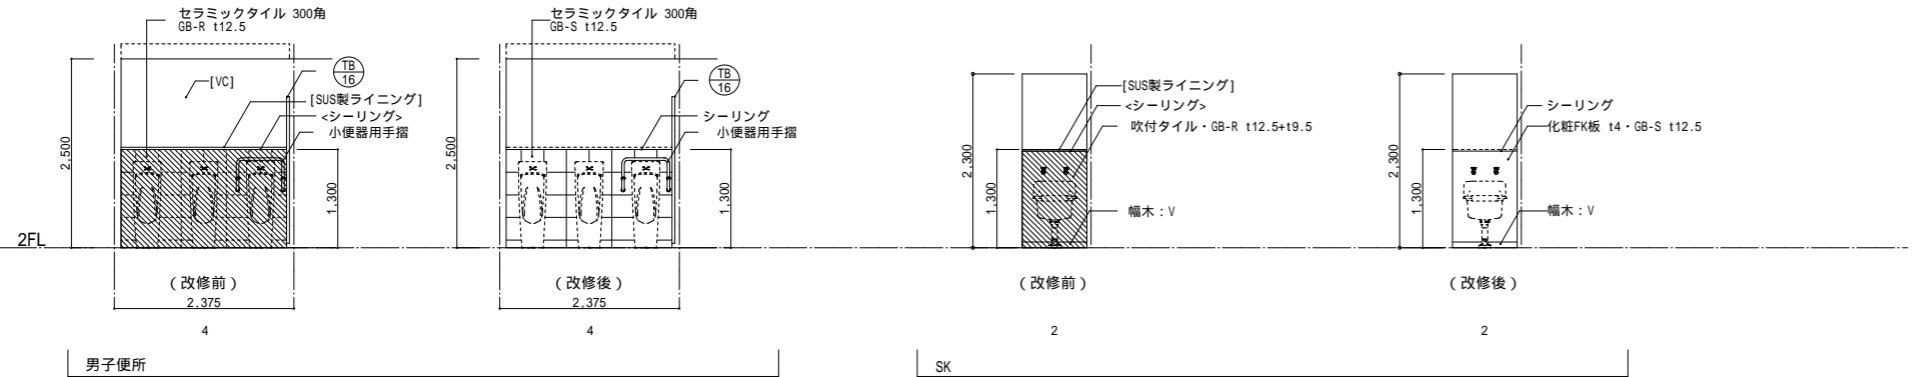 セラミックタイル 300角
GB-R t12.5
TB
16
[VC]
[SUS製ライニング]
<シーリング>
小便器用手摺
2,500
1,300
(改修前)
2,375
4
セラミックタイル 300角
GB-S t12.5
TB
16
シーリング
小便器用手摺
2,500
1,300
(改修後)
2,375
4
[SUS製ライニング]
<シーリング>
吹付タイル・GB-R t12.5+t9.5
幅木：V
2,300
1,300
(改修前)
2
シーリング
化粧FK板 t4・GB-S t12.5
幅木：V
2,300
1,300
(改修後)
2
2FL
男子便所
SK